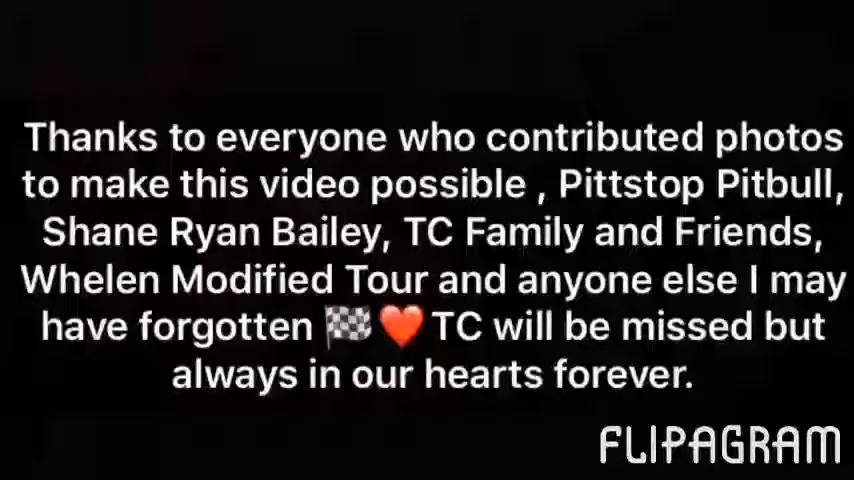 Thanks to everyone who contributed photos
to make this video possible , Pittstop Pitbull,
Shane Ryan Bailey, TC Family and Friends,
Whelen Modified Tour and anyone else I may
have forgotten 🏁❤️ TC will be missed but
always in our hearts forever.
FLIPAGRAM